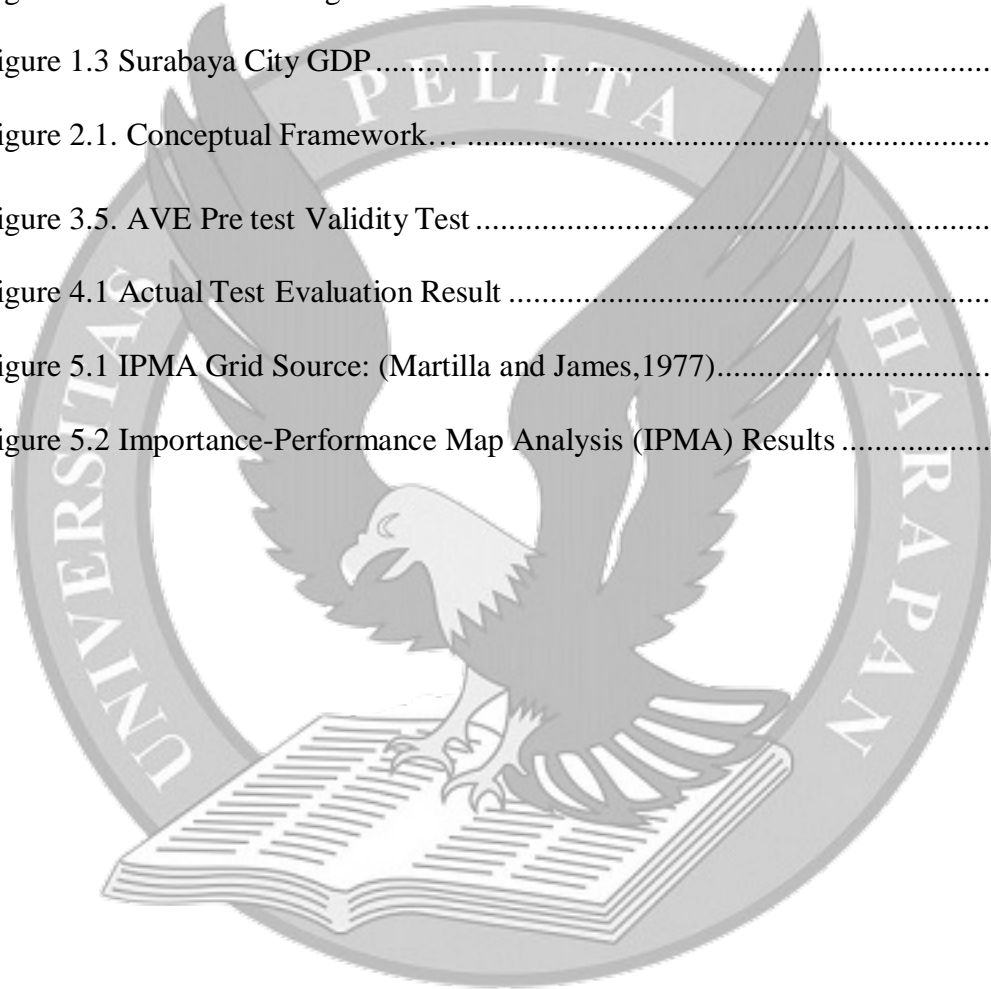 igure 1.3 Surabaya City GDP........................................................................................
igure 2.1. Conceptual Framework… ............................................................................
igure 3.5. AVE Pre test Validity Test ...........................................................................
igure 4.1 Actual Test Evaluation Result .......................................................................
igure 5.1 IPMA Grid Source: (Martilla and James,1977)........................................
igure 5.2 Importance-Performance Map Analysis (IPMA) Results ......................
UNIVERSITAS PELITA HARAPAN